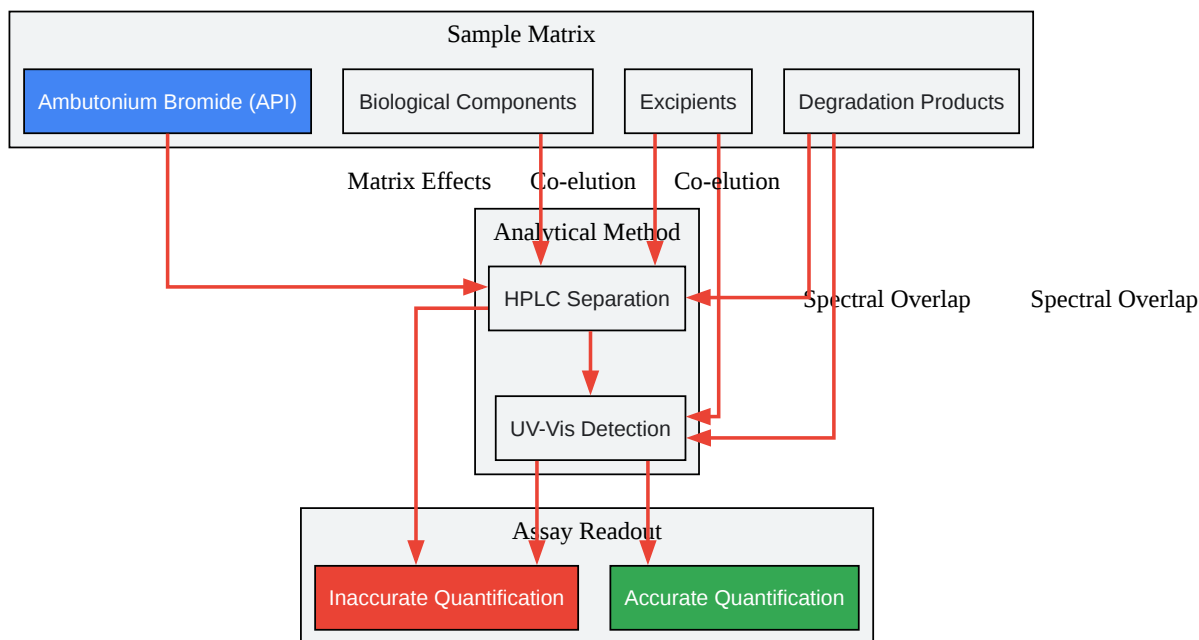 Sample Matrix
Ambutonium Bromide (API)
Biological Components
Excipients
Degradation Products
Matrix Effects
Co-elution
Co-elution
Analytical Method
HPLC Separation
Spectral Overlap
Spectral Overlap
UV-Vis Detection
Assay Readout
Inaccurate Quantification
Accurate Quantification